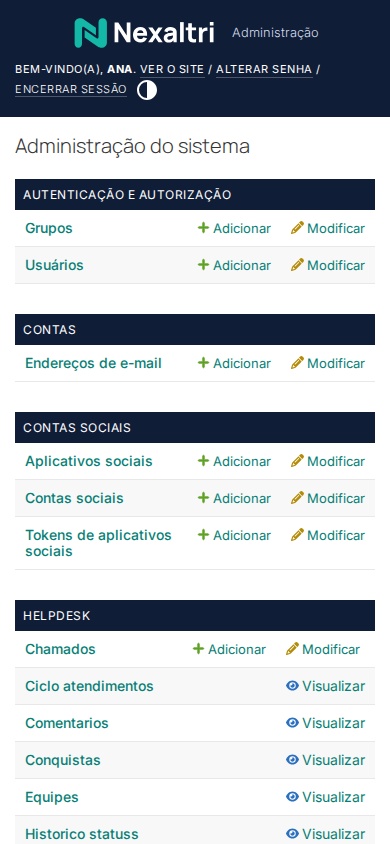 Nexaltri Administração
BEM-VINDO(A), ANA. VER O SITE / ALTERAR SENHA /
ENCERRAR SESSÃO
Administração do sistema
AUTENTICAÇÃO E AUTORIZAÇÃO
Grupos Adicionar Modificar
Usuários Adicionar Modificar
CONTAS
Endereços de e-mail Adicionar Modificar
CONTAS SOCIAIS
Aplicativos sociais Adicionar Modificar
Contas sociais Adicionar Modificar
Tokens de aplicativos Adicionar Modificar
sociais
HELPDESK
Chamados Adicionar Modificar
Ciclo atendimentos Visualizar
Comentarios Visualizar
Conquistas Visualizar
Equipes Visualizar
Historico statuss Visualizar